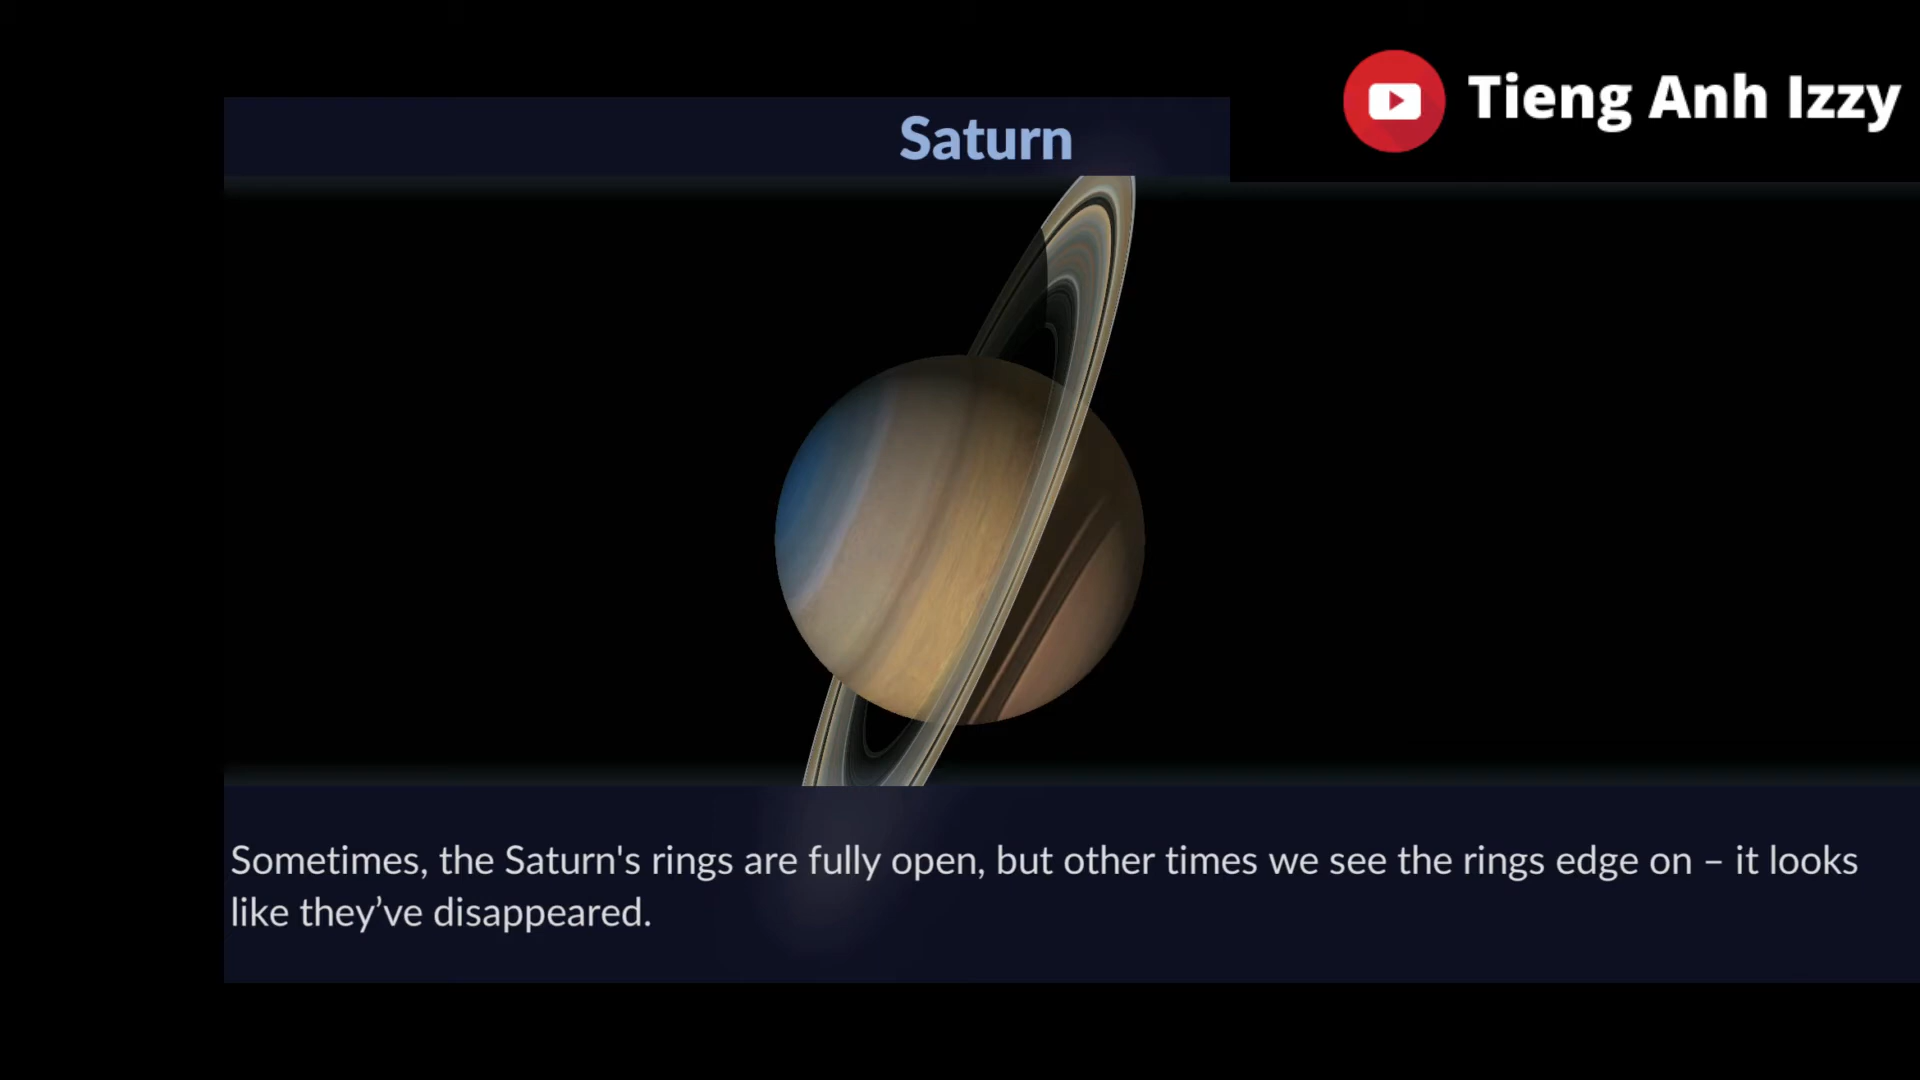 Tieng Anh Izzy
Saturn
Sometimes, the Saturn's rings are fully open, but other times we see the rings edge on – it looks
like they’ve disappeared.